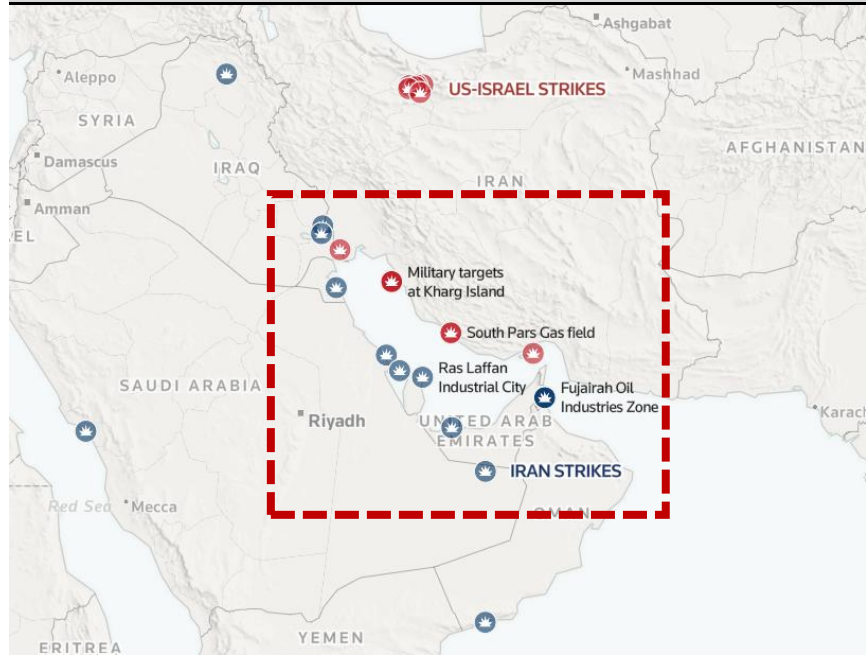 Ashgabat
Aleppo
Mashhad
US-ISRAEL STRIKES
SYRIA
AFGHANISTAN
Damascus
IRAQ
IRAN
Amman
EL
Military targets
at Kharg Island
South Pars Gas field
Ras Laffan
Industrial City
SAUDI ARABIA
Fujairah Oil
Industries Zone
Riyadh
UNITED ARAB
EMIRATES
Karach
IRAN STRIKES
Red Sea
Mecca
OMAN
YEMEN
ERITREA